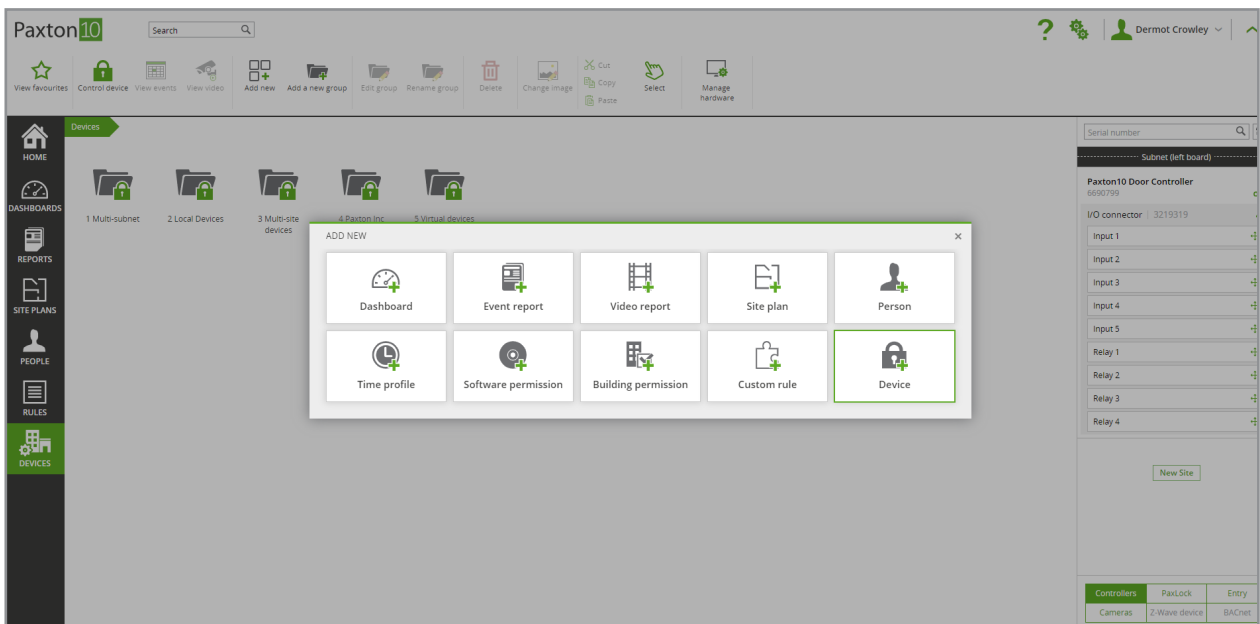 Paxton10
Search
Dermot Crowley
View favourites
Control device
View events
View video
Add new
Add a new group
Edit group
Rename group
Delete
Change image
Cut
Copy
Paste
Select
Manage
hardware
HOME
DASHBOARDS
REPORTS
SITE PLANS
PEOPLE
RULES
DEVICES
Devices
1 Multi-subnet
2 Local Devices
3 Multi-site
devices
4 Paxton Inc
5 Virtual devices
ADD NEW
Dashboard
Event report
Video report
Site plan
Person
Time profile
Software permission
Building permission
Custom rule
Device
Serial number
Subnet (left board)
Paxton10 Door Controller
6690799
I/O connector | 3219319
Input 1
Input 2
Input 3
Input 4
Input 5
Relay 1
Relay 2
Relay 3
Relay 4
New Site
Controllers
PaxLock
Entry
Cameras
Z-Wave device
BACnet